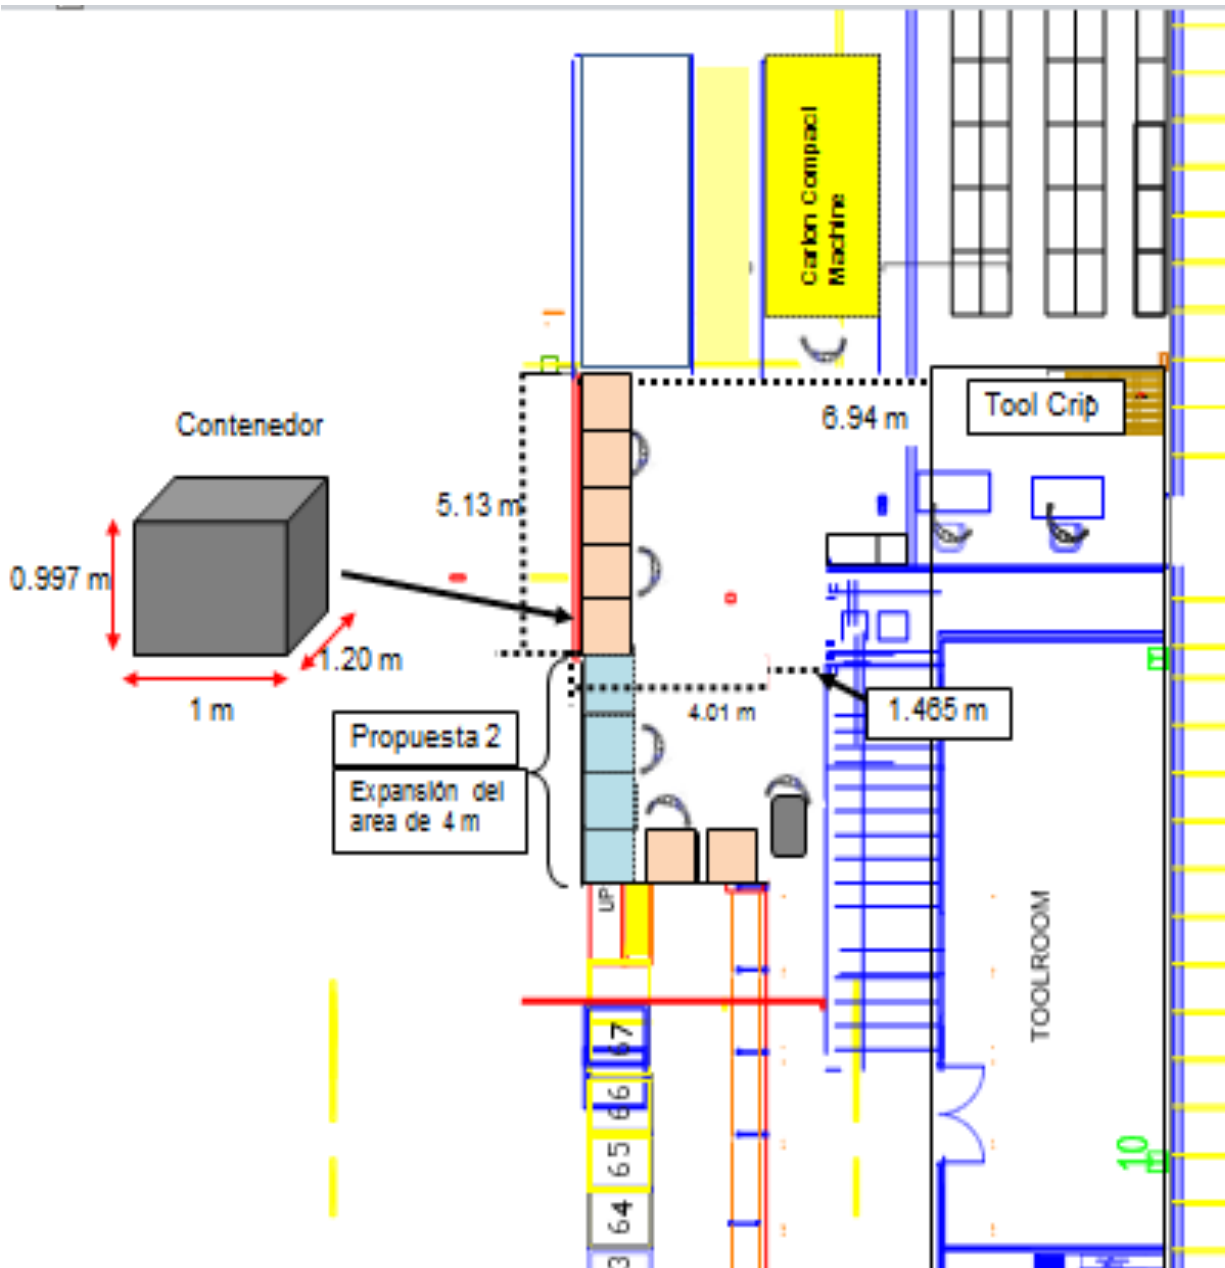 Carton Compact
Machine
Tool Crip
6.94 m
Contenedor
5.13 m
0.997 m
1.20 m
1 m
4.01 m
1.465 m
Propuesta 2
Expansión del
area de 4 m
UP
TOOLROOM
67
66
65
64
10